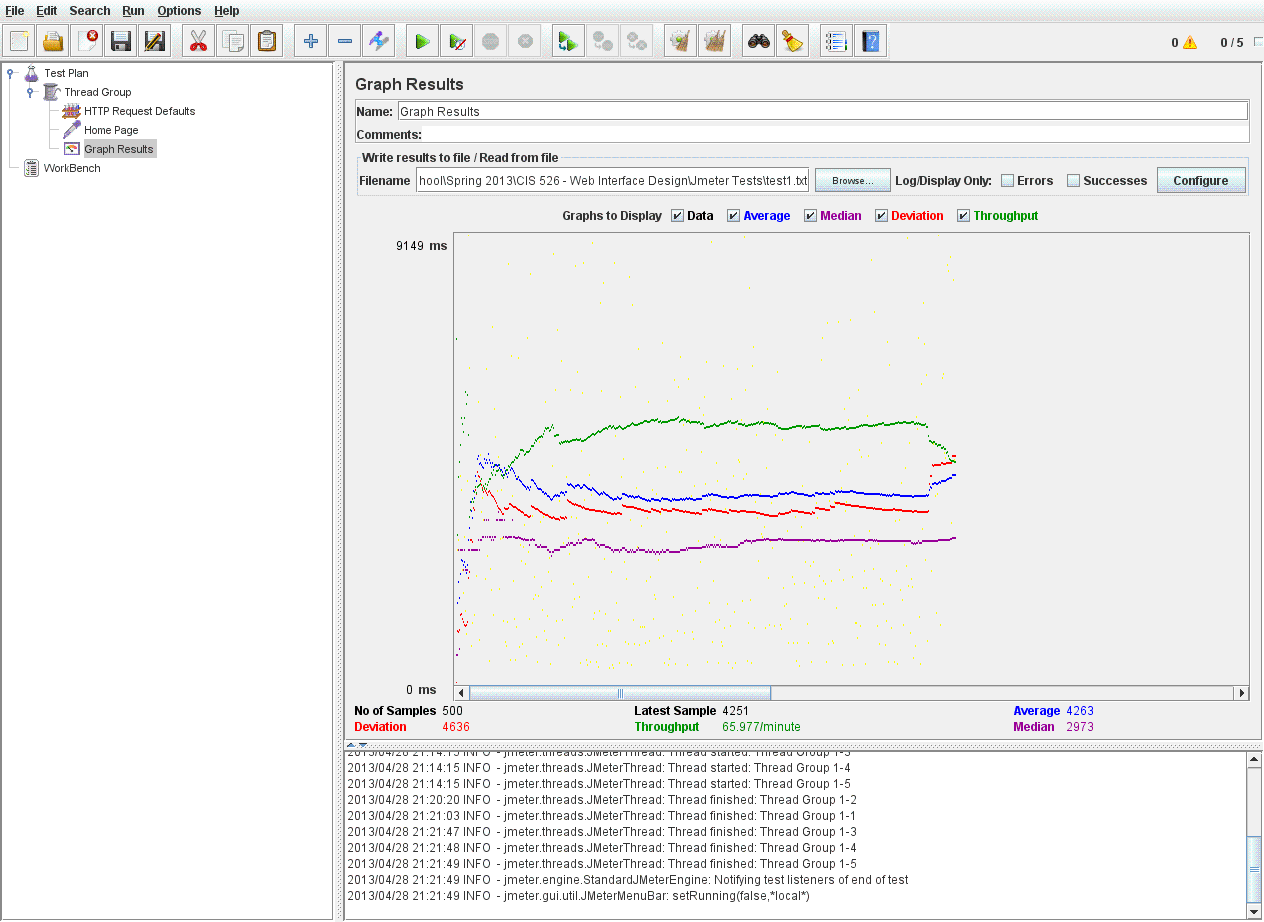 File Edit Search Run Options Help
0 0 / 5
Test Plan
Thread Group
HTTP Request Defaults
Home Page
Graph Results
WorkBench
Graph Results
Name: Graph Results
Comments:
Write results to file / Read from file
Filename hool\Spring 2013\CIS 526 - Web Interface Design\Jmeter Tests\test1.txt Browse... Log/Display Only: Errors Successes Configure
Graphs to Display Data Average Median Deviation Throughput
9149 ms
0 ms
No of Samples 500 Latest Sample 4251 Average 4263
Deviation 4636 Throughput 65.977/minute Median 2973
2013/04/28 21:14:15 INFO - jmeter.threads.JMeterThread: Thread started: Thread Group 1-3
2013/04/28 21:14:15 INFO - jmeter.threads.JMeterThread: Thread started: Thread Group 1-4
2013/04/28 21:14:15 INFO - jmeter.threads.JMeterThread: Thread started: Thread Group 1-5
2013/04/28 21:20:20 INFO - jmeter.threads.JMeterThread: Thread finished: Thread Group 1-2
2013/04/28 21:21:03 INFO - jmeter.threads.JMeterThread: Thread finished: Thread Group 1-1
2013/04/28 21:21:47 INFO - jmeter.threads.JMeterThread: Thread finished: Thread Group 1-3
2013/04/28 21:21:48 INFO - jmeter.threads.JMeterThread: Thread finished: Thread Group 1-4
2013/04/28 21:21:49 INFO - jmeter.threads.JMeterThread: Thread finished: Thread Group 1-5
2013/04/28 21:21:49 INFO - jmeter.engine.StandardJMeterEngine: Notifying test listeners of end of test
2013/04/28 21:21:49 INFO - jmeter.gui.util.JMeterMenuBar: setRunning(false,*local*)